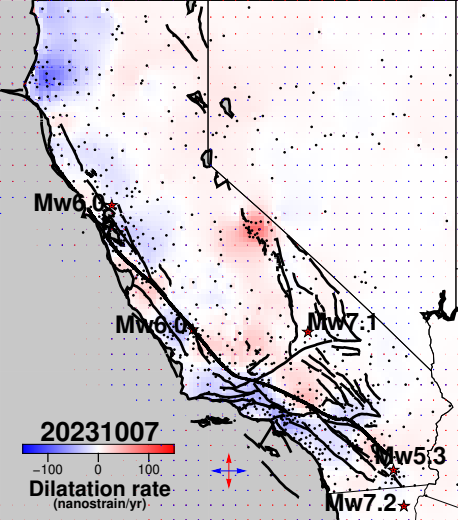 Mw6.0
Mw6.0
Mw7.1
20231007
−100 0 100
Dilatation rate
(nanostrain/yr)
Mw5.3
Mw7.2